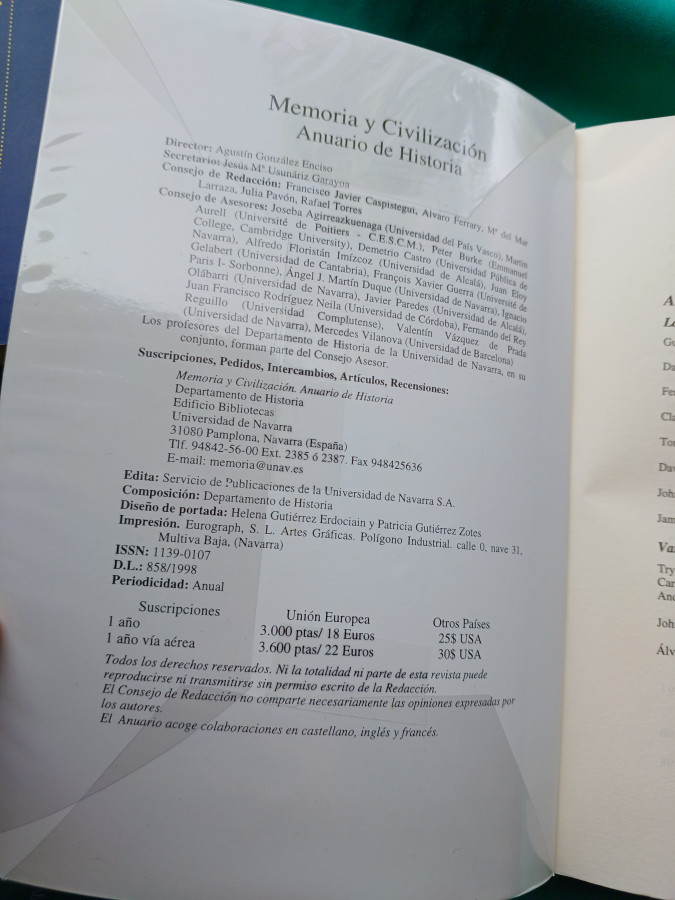 Memoria y Civilización
Anuario de Historia
Director: Agustín González Enciso
Secretario: Jesús Mª Usunáriz Garayoa
Consejo de Redacción: Francisco Javier Caspistegui, Alvaro Ferrary, Mª del Mar
Larraza, Julia Pavón, Rafael Torres
Consejo de Asesores: Joseba Agirreazkuenaga (Universidad del País Vasco), Martin
Aurell (Université de Poitiers - C.E.S.C.M.), Peter Burke (Emmanuel
College, Cambridge University), Demetrio Castro (Universidad Pública de
Navarra), Alfredo Floristán Imízcoz (Universidad de Alcalá), Juan Eloy
Gelabert (Universidad de Cantabria), François Xavier Guerra (Université de
Paris I- Sorbonne), Ángel J. Martín Duque (Universidad de Navarra), Ignacio
Olábarri (Universidad de Navarra), Javier Paredes (Universidad de Alcalá),
Juan Francisco Rodríguez Neila (Universidad de Córdoba), Fernando del Rey
Reguillo (Universidad Complutense), Valentín Vázquez de Prada
(Universidad de Navarra), Mercedes Vilanova (Universidad de Barcelona)
Los profesores del Departamento de Historia de la Universidad de Navarra, en su
conjunto, forman parte del Consejo Asesor.
Suscripciones, Pedidos, Intercambios, Artículos, Recensiones:
Memoria y Civilización. Anuario de Historia
Departamento de Historia
Edificio Bibliotecas
Universidad de Navarra
31080 Pamplona, Navarra (España)
Tlf. 94842-56-00 Ext. 2385 ó 2387. Fax 948425636
E-mail: memoria@unav.es
Edita: Servicio de Publicaciones de la Universidad de Navarra S.A.
Composición: Departamento de Historia
Diseño de portada: Helena Gutiérrez Erdociain y Patricia Gutiérrez Zotes
Impresión. Eurograph, S. L. Artes Gráficas. Polígono Industrial. calle 0, nave 31,
Multiva Baja, (Navarra)
ISSN: 1139-0107
D.L.: 858/1998
Periodicidad: Anual
Suscripciones Unión Europea Otros Países
1 año 3.000 ptas/ 18 Euros 25$ USA
1 año vía aérea 3.600 ptas/ 22 Euros 30$ USA
Todos los derechos reservados. Ni la totalidad ni parte de esta revista puede
reproducirse ni transmitirse sin permiso escrito de la Redacción.
El Consejo de Redacción no comparte necesariamente las opiniones expresadas por
los autores.
El Anuario acoge colaboraciones en castellano, inglés y francés.